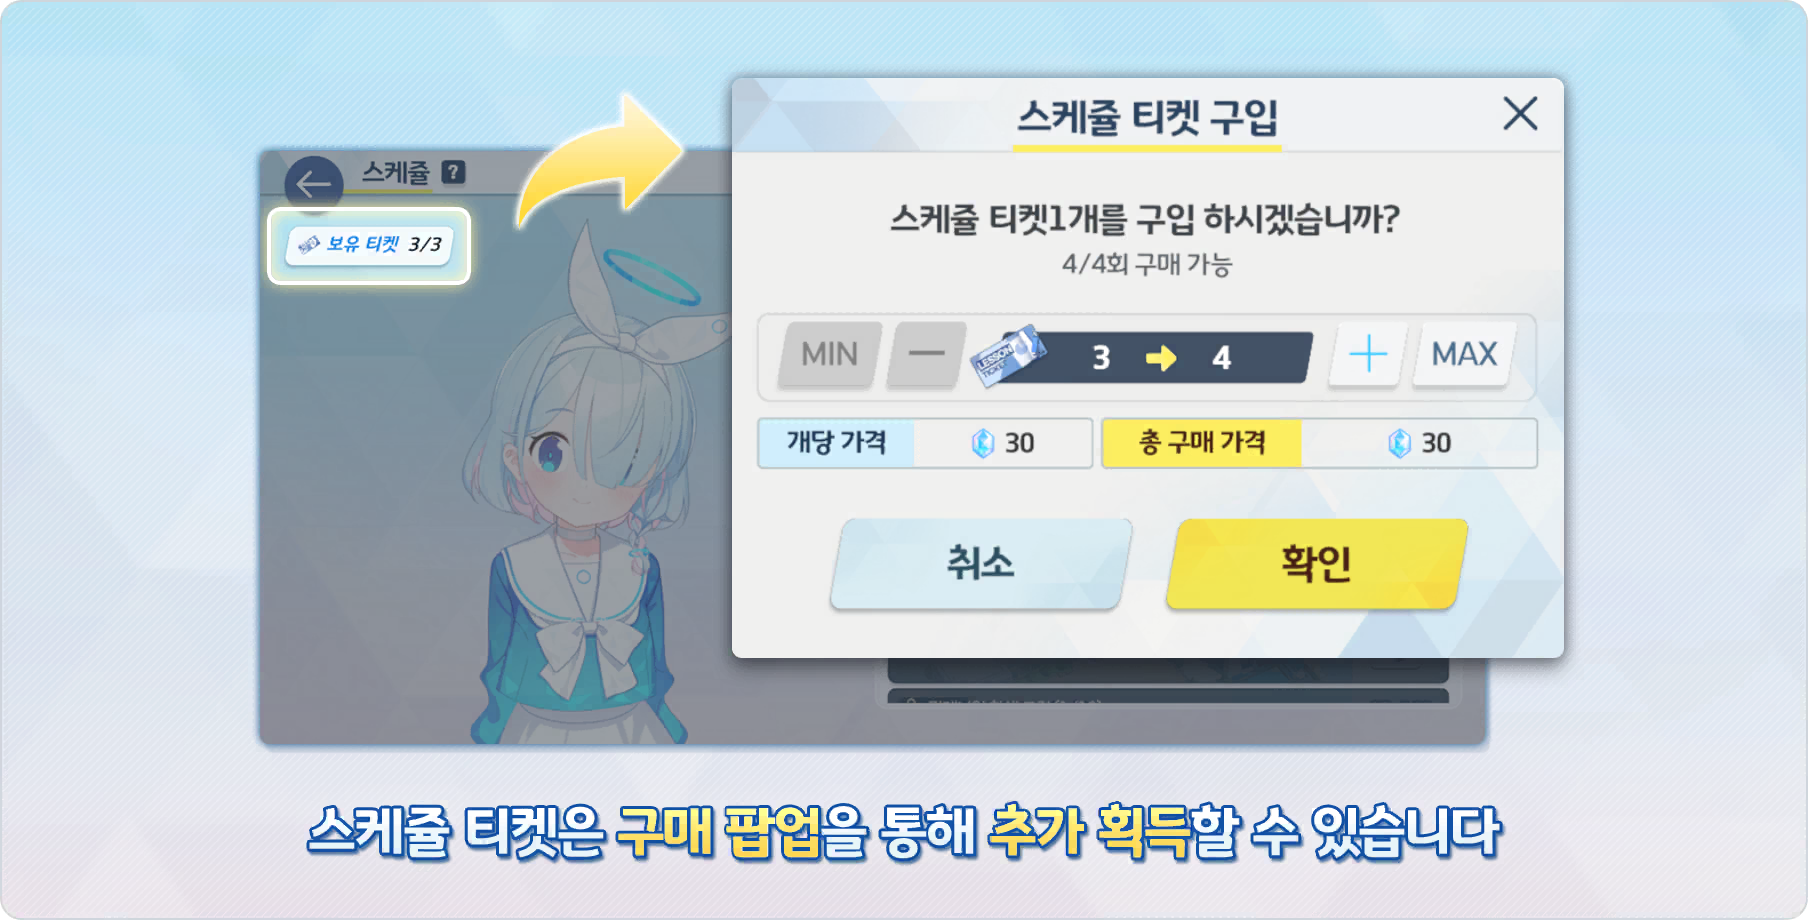 스케쥴 ?
보유 티켓 3/3
스케쥴 티켓 구입
스케쥴 티켓1개를 구입 하시겠습니까?
4/4회 구매 가능
MIN
LESSON
TICKET
3
4
MAX
개당 가격 30
총 구매 가격 30
취소
확인
스케쥴 티켓은 구매 팝업을 통해 추가 획득할 수 있습니다